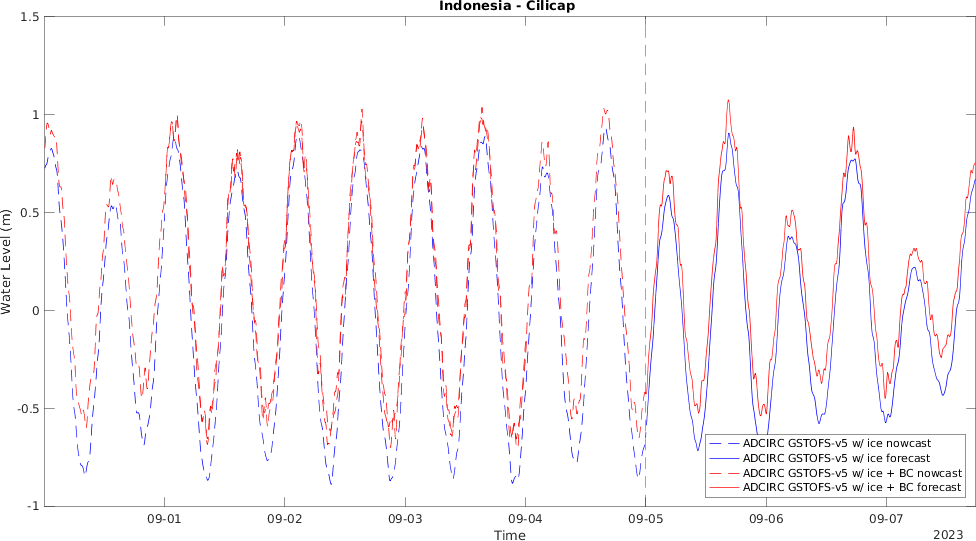 Indonesia - Cilicap
1.5
1
0.5
0
-0.5
-1
Water Level (m)
09-01
09-02
09-03
09-04
09-05
09-06
09-07
Time
2023
ADCIRC GSTOFS-v5 w/ ice nowcast
ADCIRC GSTOFS-v5 w/ ice forecast
ADCIRC GSTOFS-v5 w/ ice + BC nowcast
ADCIRC GSTOFS-v5 w/ ice + BC forecast